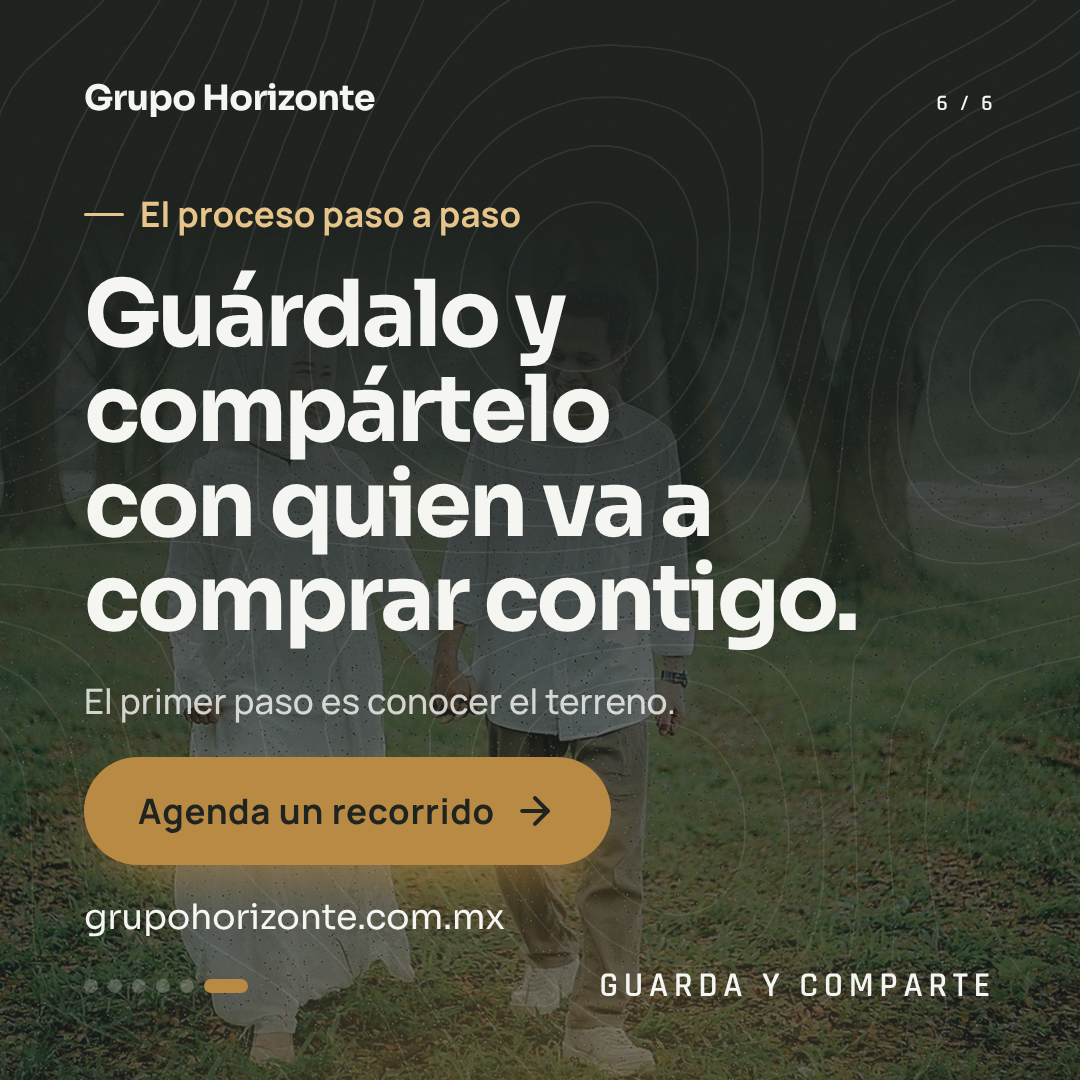 Grupo Horizonte
6 / 6
El proceso paso a paso
Guárdalo y
compártelo
con quien va a
comprar contigo.
El primer paso es conocer el terreno.
Agenda un recorrido →
grupohorizonte.com.mx
GUARDA Y COMPARTE